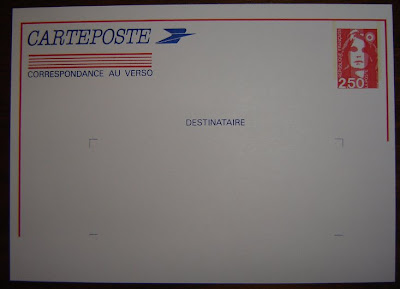 CARTEPOSTE
CORRESPONDANCE AU VERSO
2,50
DESTINATAIRE